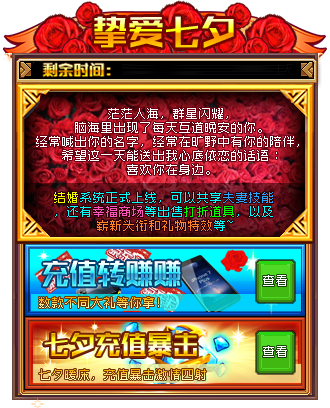 挚爱七夕
剩余时间：
茫茫人海，群星闪耀，
脑海里出现了每天互道晚安的你。
经常喊出你的名字，经常在旷野中有你的陪伴，
希望这一天能送出我心底依恋的话语：
喜欢你在身边。
结婚系统正式上线，可以共享夫妻技能
，还有幸福商场等出售打折道具，以及
崭新头衔和礼物特效等~
充值转赚赚
数款不同大礼等你拿！
查看
七夕充值暴击
七夕暖床，充值暴击激情四射
查看